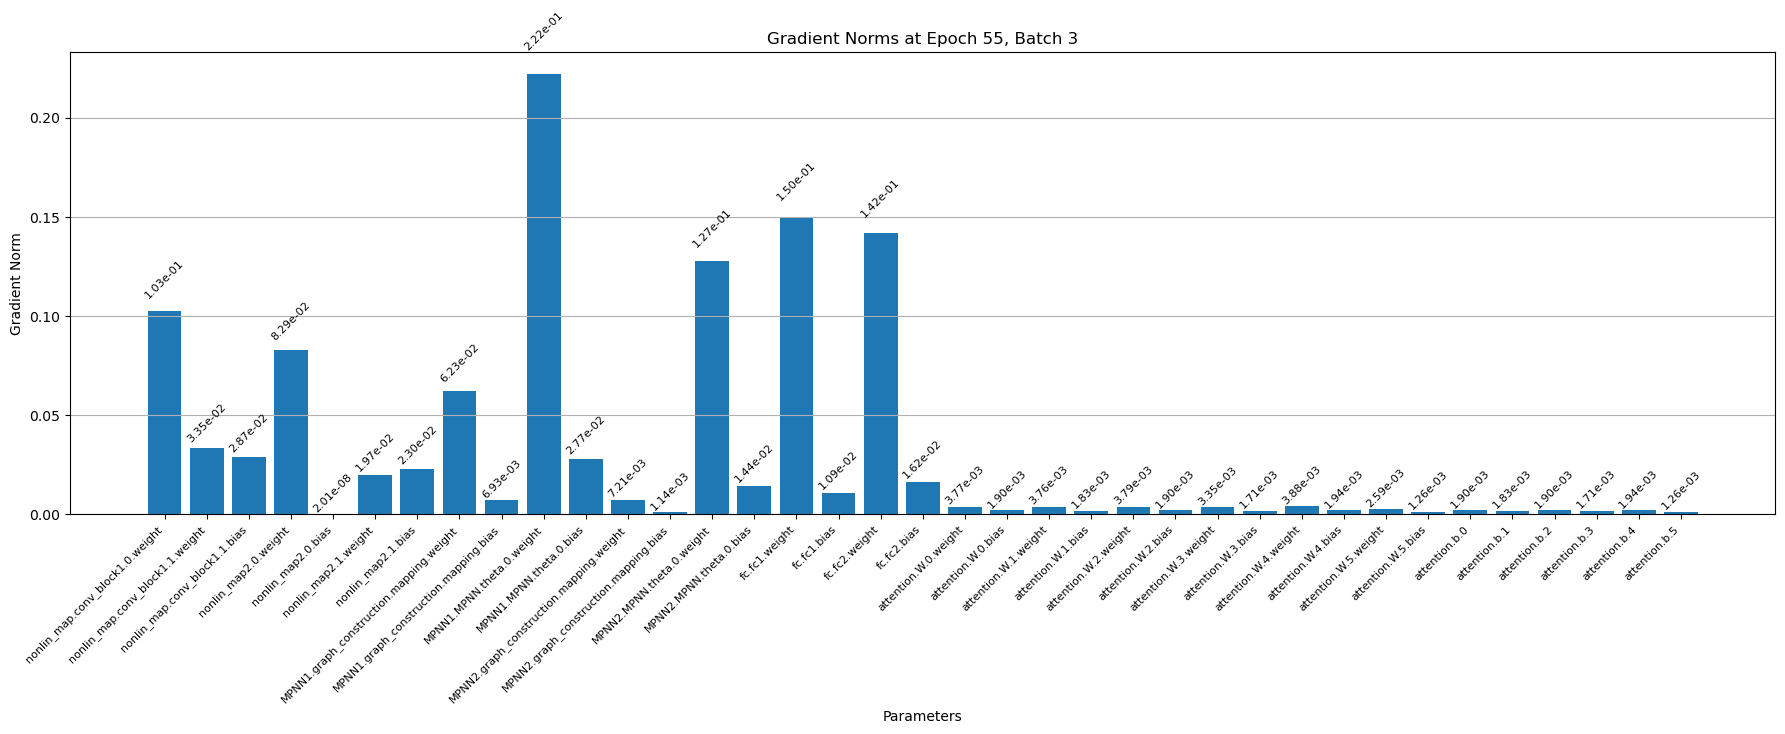 Gradient Norms at Epoch 55, Batch 3
Gradient Norm
0.20
0.15
0.10
0.05
0.00
1.03e-01
3.35e-02
2.87e-02
8.29e-02
2.01e-08
1.97e-02
2.30e-02
6.23e-02
6.93e-03
2.22e-01
2.77e-02
7.21e-03
1.14e-03
1.27e-01
1.44e-02
1.50e-01
1.09e-02
1.42e-01
1.62e-02
3.77e-03
1.90e-03
3.76e-03
1.83e-03
3.79e-03
1.90e-03
3.35e-03
1.71e-03
3.88e-03
1.94e-03
2.59e-03
1.26e-03
1.90e-03
1.83e-03
1.90e-03
1.71e-03
1.94e-03
1.26e-03
nonlin_map.conv_block1.0.weight
nonlin_map.conv_block1.1.weight
nonlin_map.conv_block1.1.bias
nonlin_map2.0.weight
nonlin_map2.0.bias
nonlin_map2.1.weight
nonlin_map2.1.bias
MPNN1.graph_construction.mapping.weight
MPNN1.graph_construction.mapping.bias
MPNN1.MPNN.theta.0.weight
MPNN1.MPNN.theta.0.bias
MPNN2.graph_construction.mapping.weight
MPNN2.graph_construction.mapping.bias
MPNN2.MPNN.theta.0.weight
MPNN2.MPNN.theta.0.bias
fc.fc1.weight
fc.fc1.bias
fc.fc2.weight
fc.fc2.bias
attention.W.0.weight
attention.W.0.bias
attention.W.1.weight
attention.W.1.bias
attention.W.2.weight
attention.W.2.bias
attention.W.3.weight
attention.W.3.bias
attention.W.4.weight
attention.W.4.bias
attention.W.5.weight
attention.W.5.bias
attention.b.0
attention.b.1
attention.b.2
attention.b.3
attention.b.4
attention.b.5
Parameters